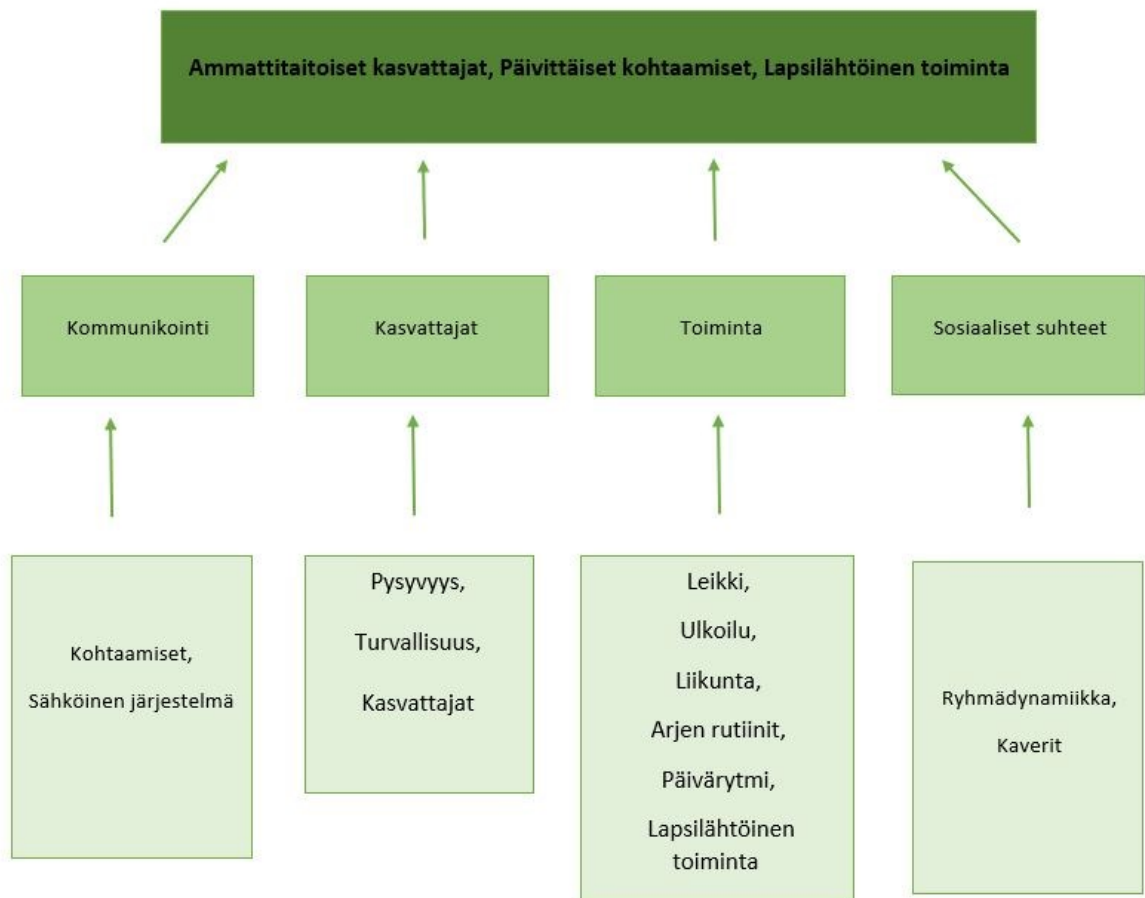 Ammattitaitoiset kasvattajat, Päivittäiset kohtaamiset, Lapsilähtöinen toiminta
Kommunikointi
Kasvattajat
Toiminta
Sosiaaliset suhteet
Kohtaamiset,
Sähköinen järjestelmä
Pysyvyys,
Turvallisuus,
Kasvattajat
Leikki,
Ulkoilu,
Liikunta,
Arjen rutiinit,
Päivärytmi,
Lapsilähtöinen
toiminta
Ryhmädynamiikka,
Kaverit